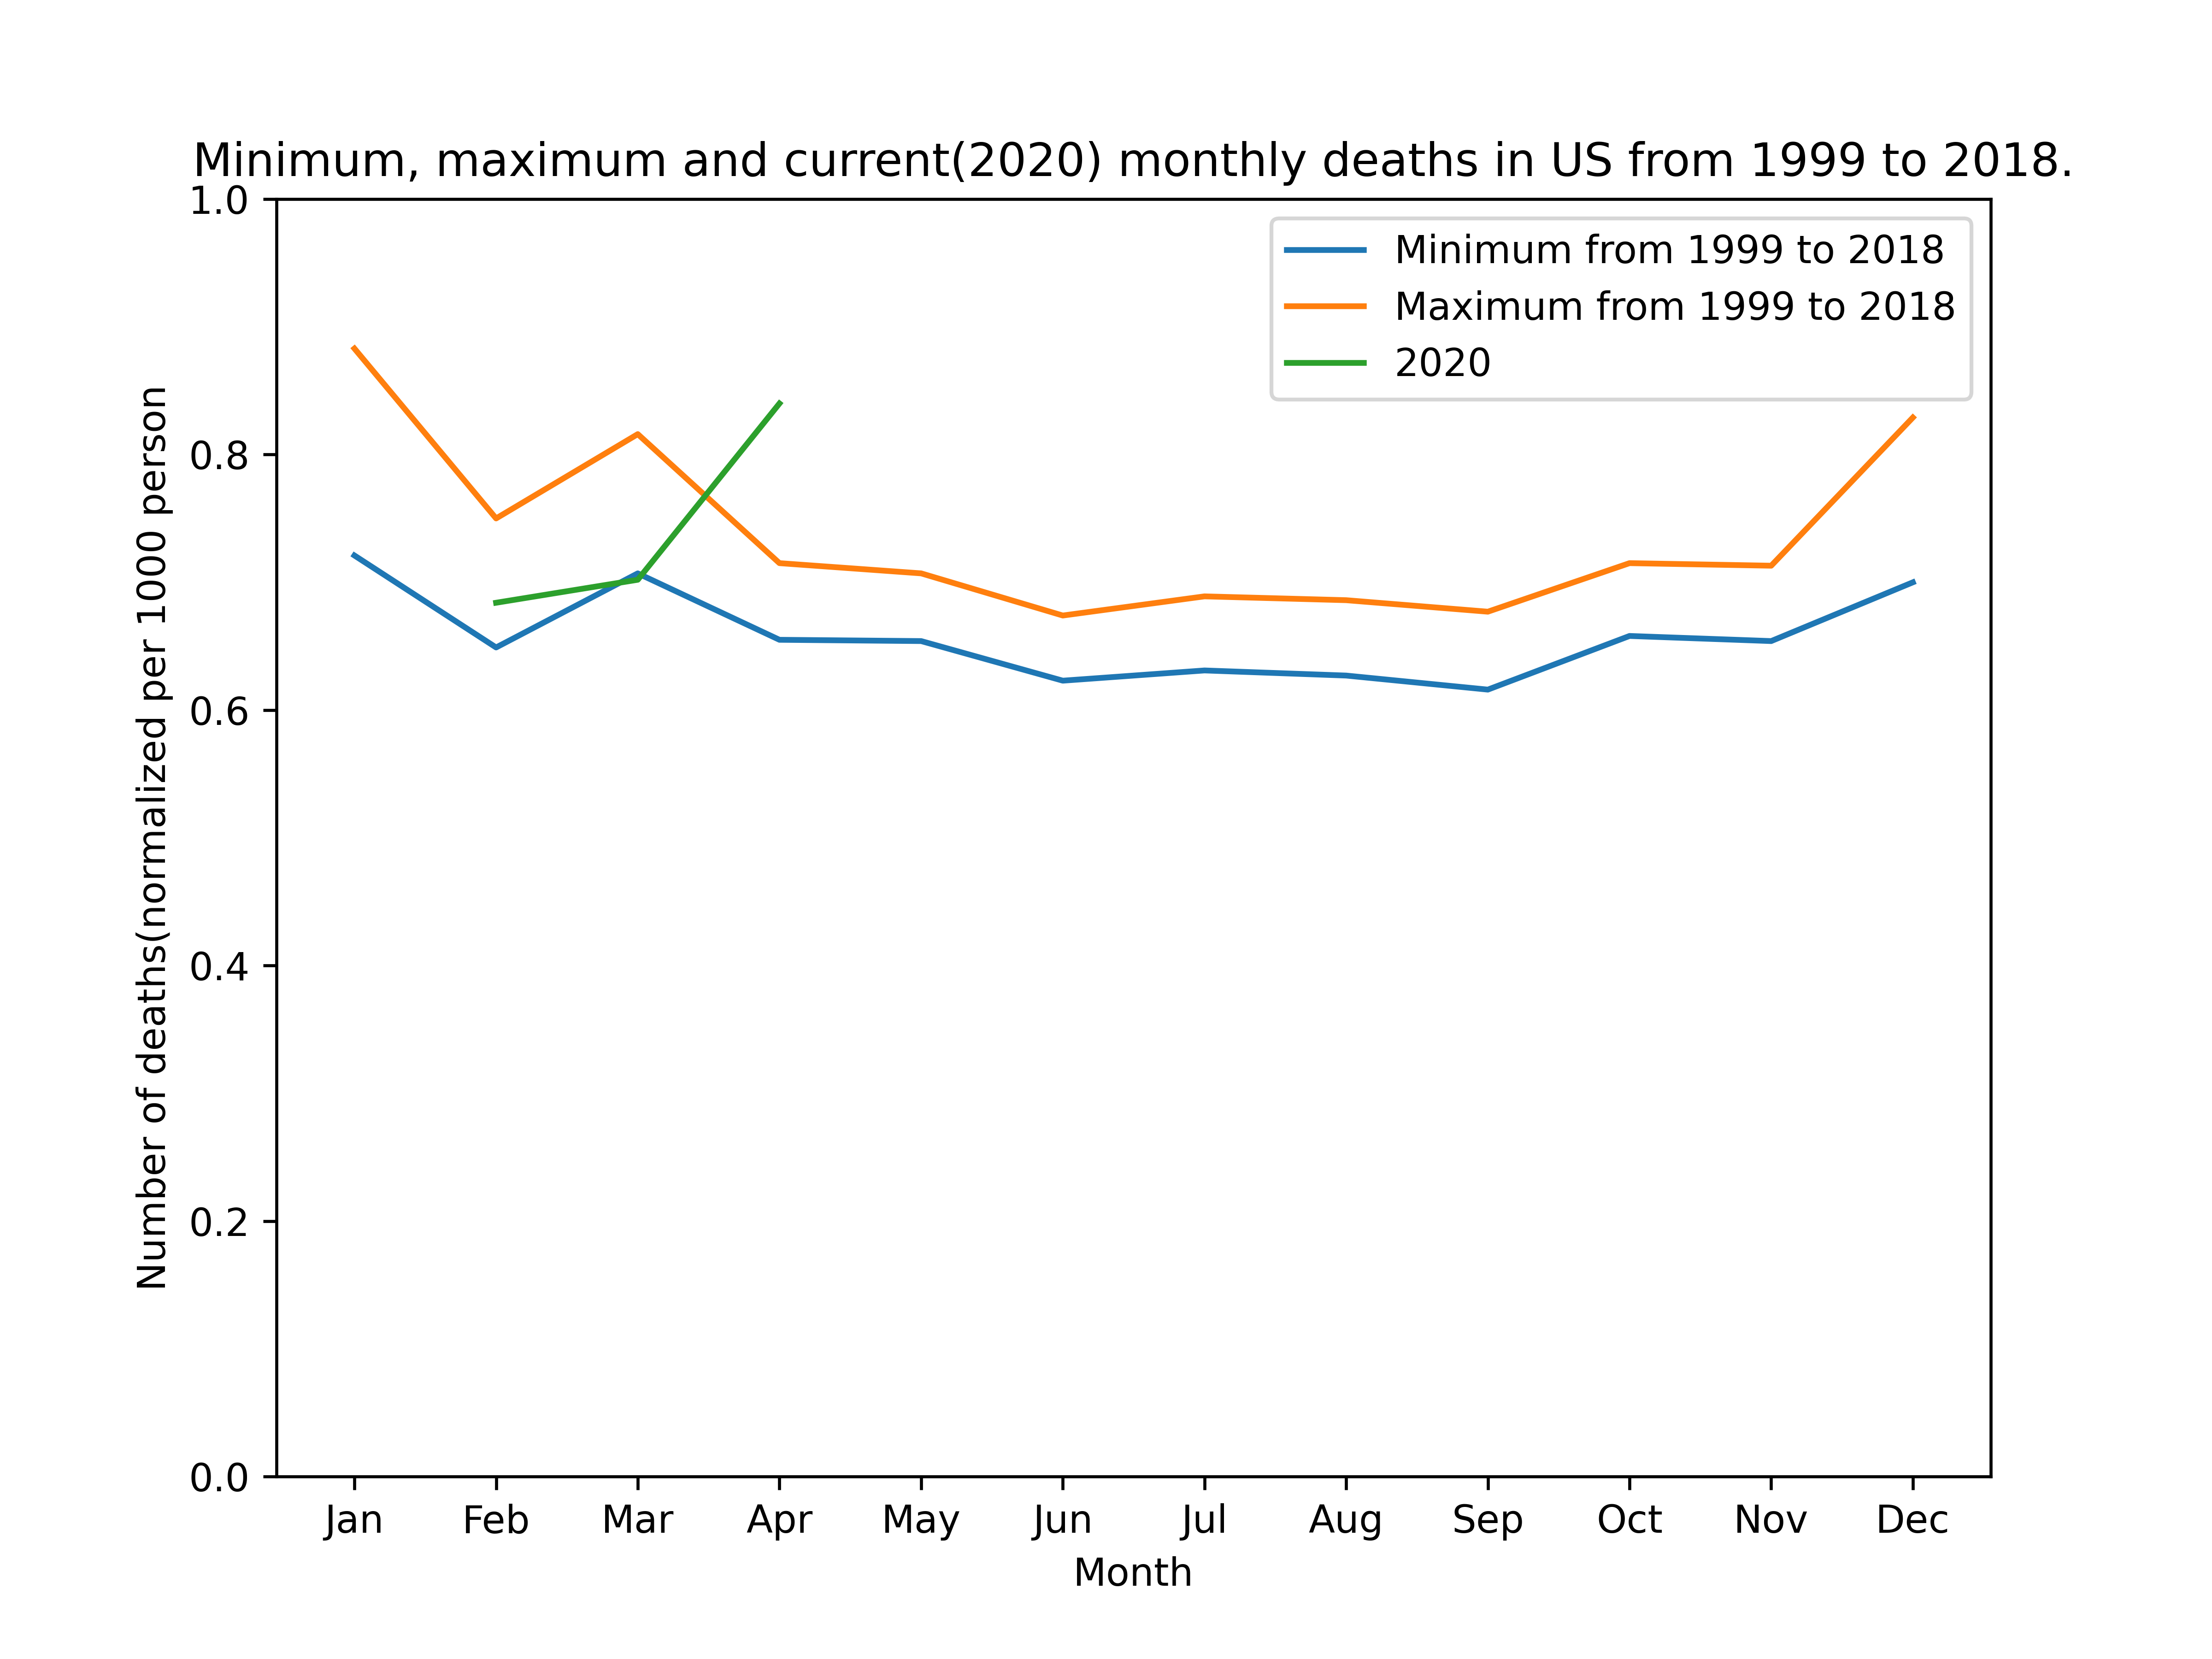 Minimum, maximum and current(2020) monthly deaths in US from 1999 to 2018.
Minimum from 1999 to 2018
Maximum from 1999 to 2018
2020
Number of deaths(normalized per 1000 person
1.0
0.8
0.6
0.4
0.2
0.0
Jan Feb Mar Apr May Jun Jul Aug Sep Oct Nov Dec
Month